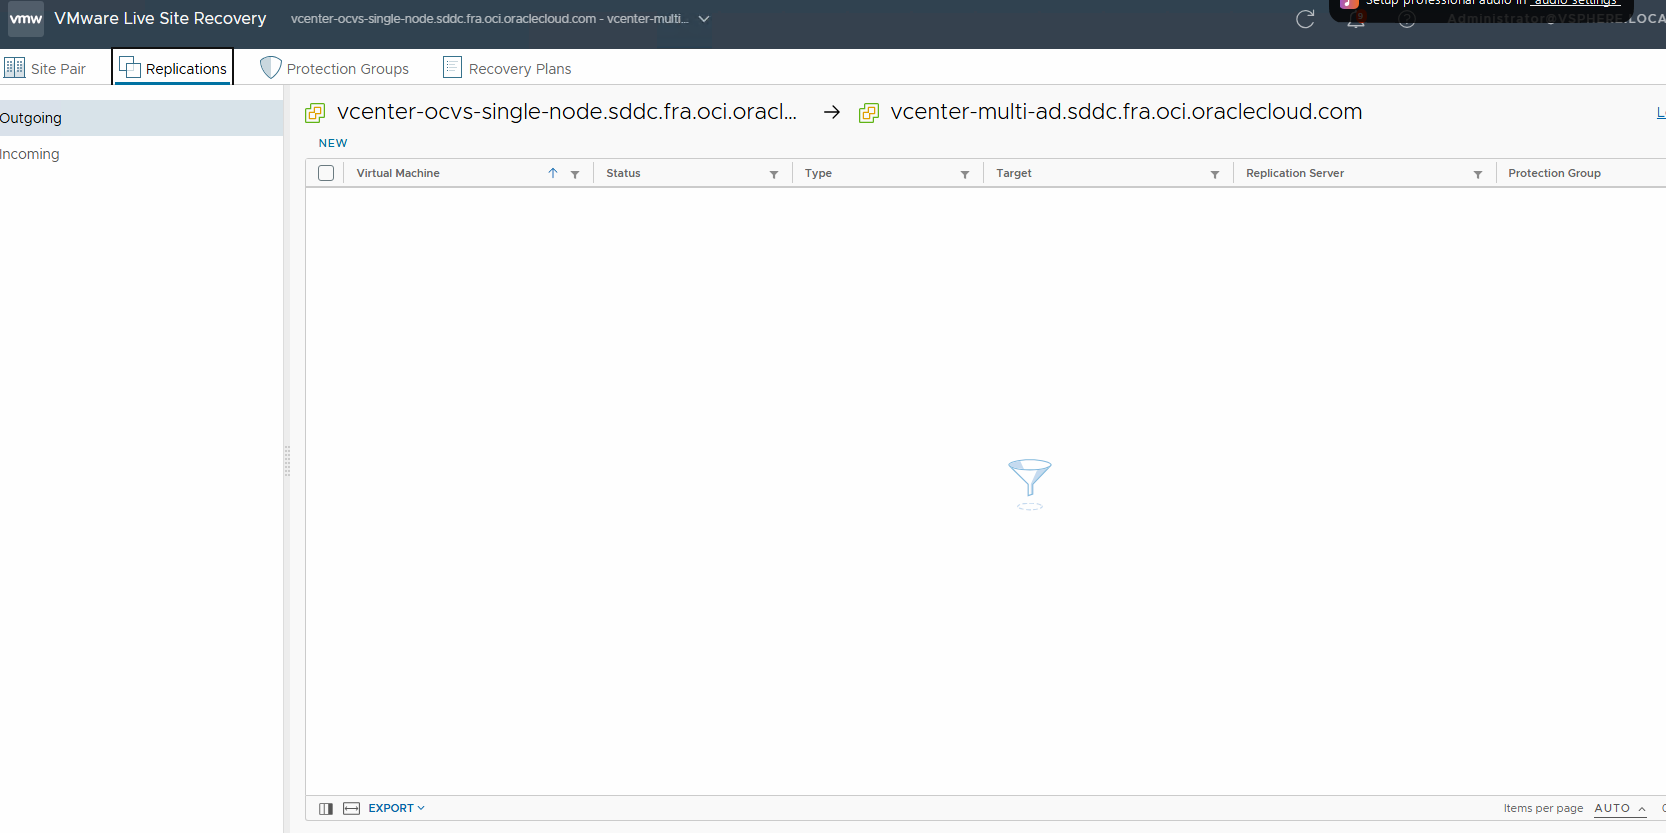 vmw VMware Live Site Recovery vcenter-ocvs-single-node.sddc.fra.oci.oraclecloud.com - vcenter-multi...
Setup professional audio in "audio settings"
Administrator@VSPHERE.LOCA
Site Pair Replications Protection Groups Recovery Plans
Outgoing
Incoming
vcenter-ocvs-single-node.sddc.fra.oci.oracl... → vcenter-multi-ad.sddc.fra.oci.oraclecloud.com
NEW
Virtual Machine Status Type Target Replication Server Protection Group
EXPORT Items per page AUTO